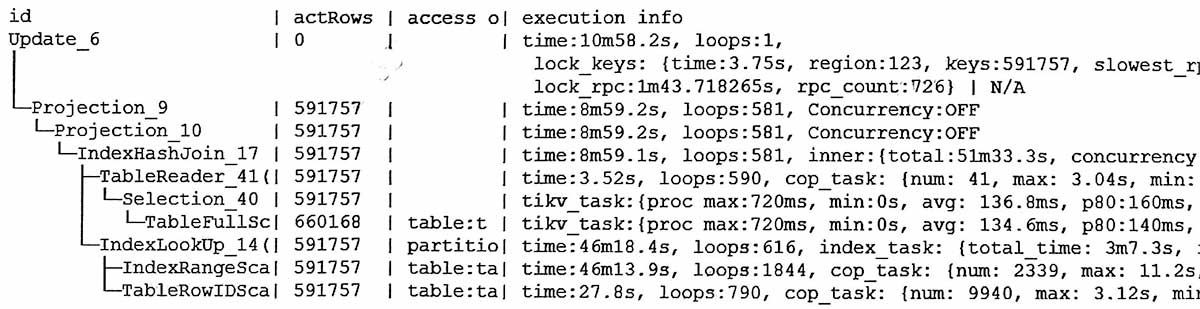 id | actRows | access o| execution info
Update_6 | 0 | | time:10m58.2s, loops:1,
lock_keys: {time:3.75s, region:123, keys:591757, slowest_rp
lock_rpc:1m43.718265s, rpc_count:726} | N/A
└─Projection_9 | 591757 | | time:8m59.2s, loops:581, Concurrency:OFF
└─Projection_10 | 591757 | | time:8m59.2s, loops:581, Concurrency:OFF
└─IndexHashJoin_17 | 591757 | | time:8m59.1s, loops:581, inner:{total:51m33.3s, concurrency
├─TableReader_41(| 591757 | | time:3.52s, loops:590, cop_task: {num: 41, max: 3.04s, min:
└─Selection_40 | 591757 | | tikv_task:{proc max:720ms, min:0s, avg: 136.8ms, p80:160ms,
└─TableFullSc| 660168 | table:t | tikv_task:{proc max:720ms, min:0s, avg: 134.6ms, p80:140ms,
└─IndexLookUp_14(| 591757 | partitio| time:46m18.4s, loops:616, index_task: {total_time: 3m7.3s,
├─IndexRangeSca| 591757 | table:ta| time:46m13.9s, loops:1844, cop_task: {num: 2339, max: 11.2s,
└─TableRowIDSca| 591757 | table:ta| time:27.8s, loops:790, cop_task: {num: 9940, max: 3.12s, min